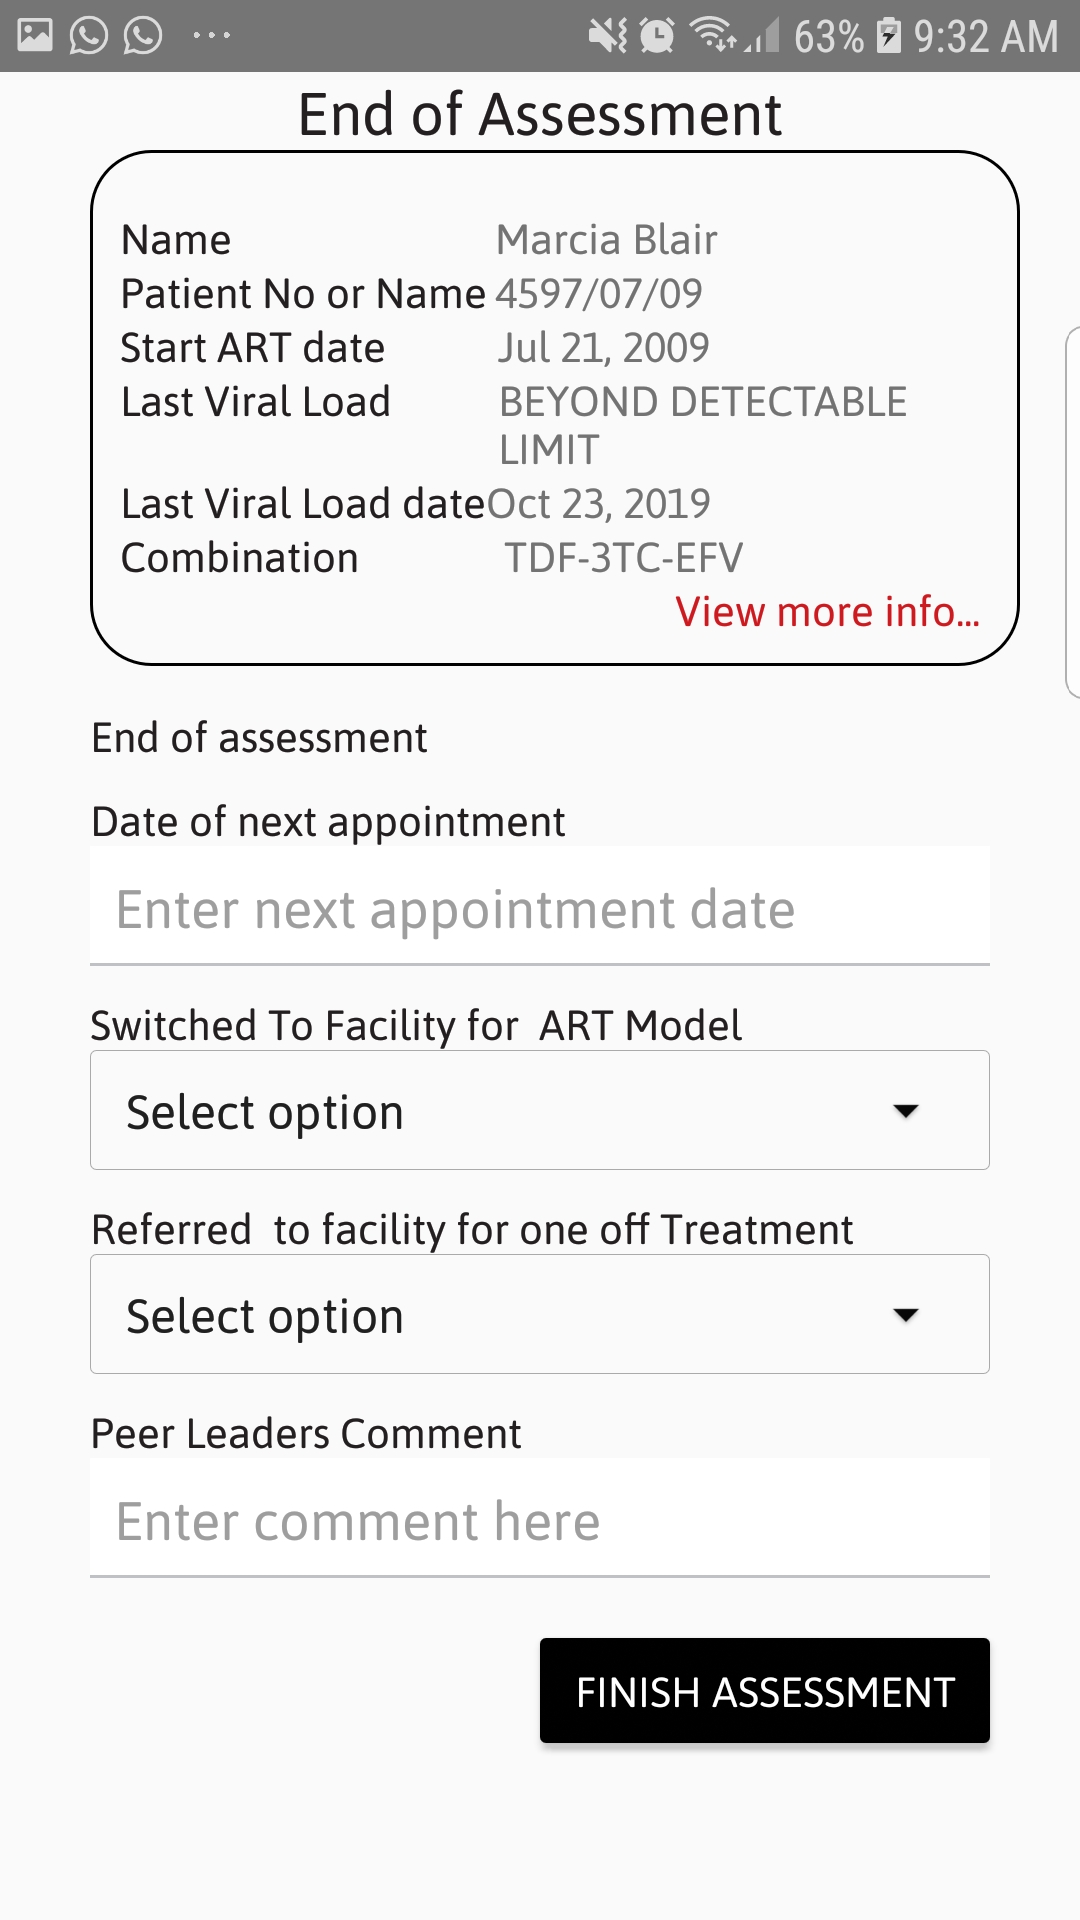 63% 9:32 AM
End of Assessment
Name Marcia Blair
Patient No or Name 4597/07/09
Start ART date Jul 21, 2009
Last Viral Load BEYOND DETECTABLE
LIMIT
Last Viral Load date Oct 23, 2019
Combination TDF-3TC-EFV
View more info...
End of assessment
Date of next appointment
Enter next appointment date
Switched To Facility for  ART Model
Select option
Referred  to facility for one off Treatment
Select option
Peer Leaders Comment
Enter comment here
FINISH ASSESSMENT